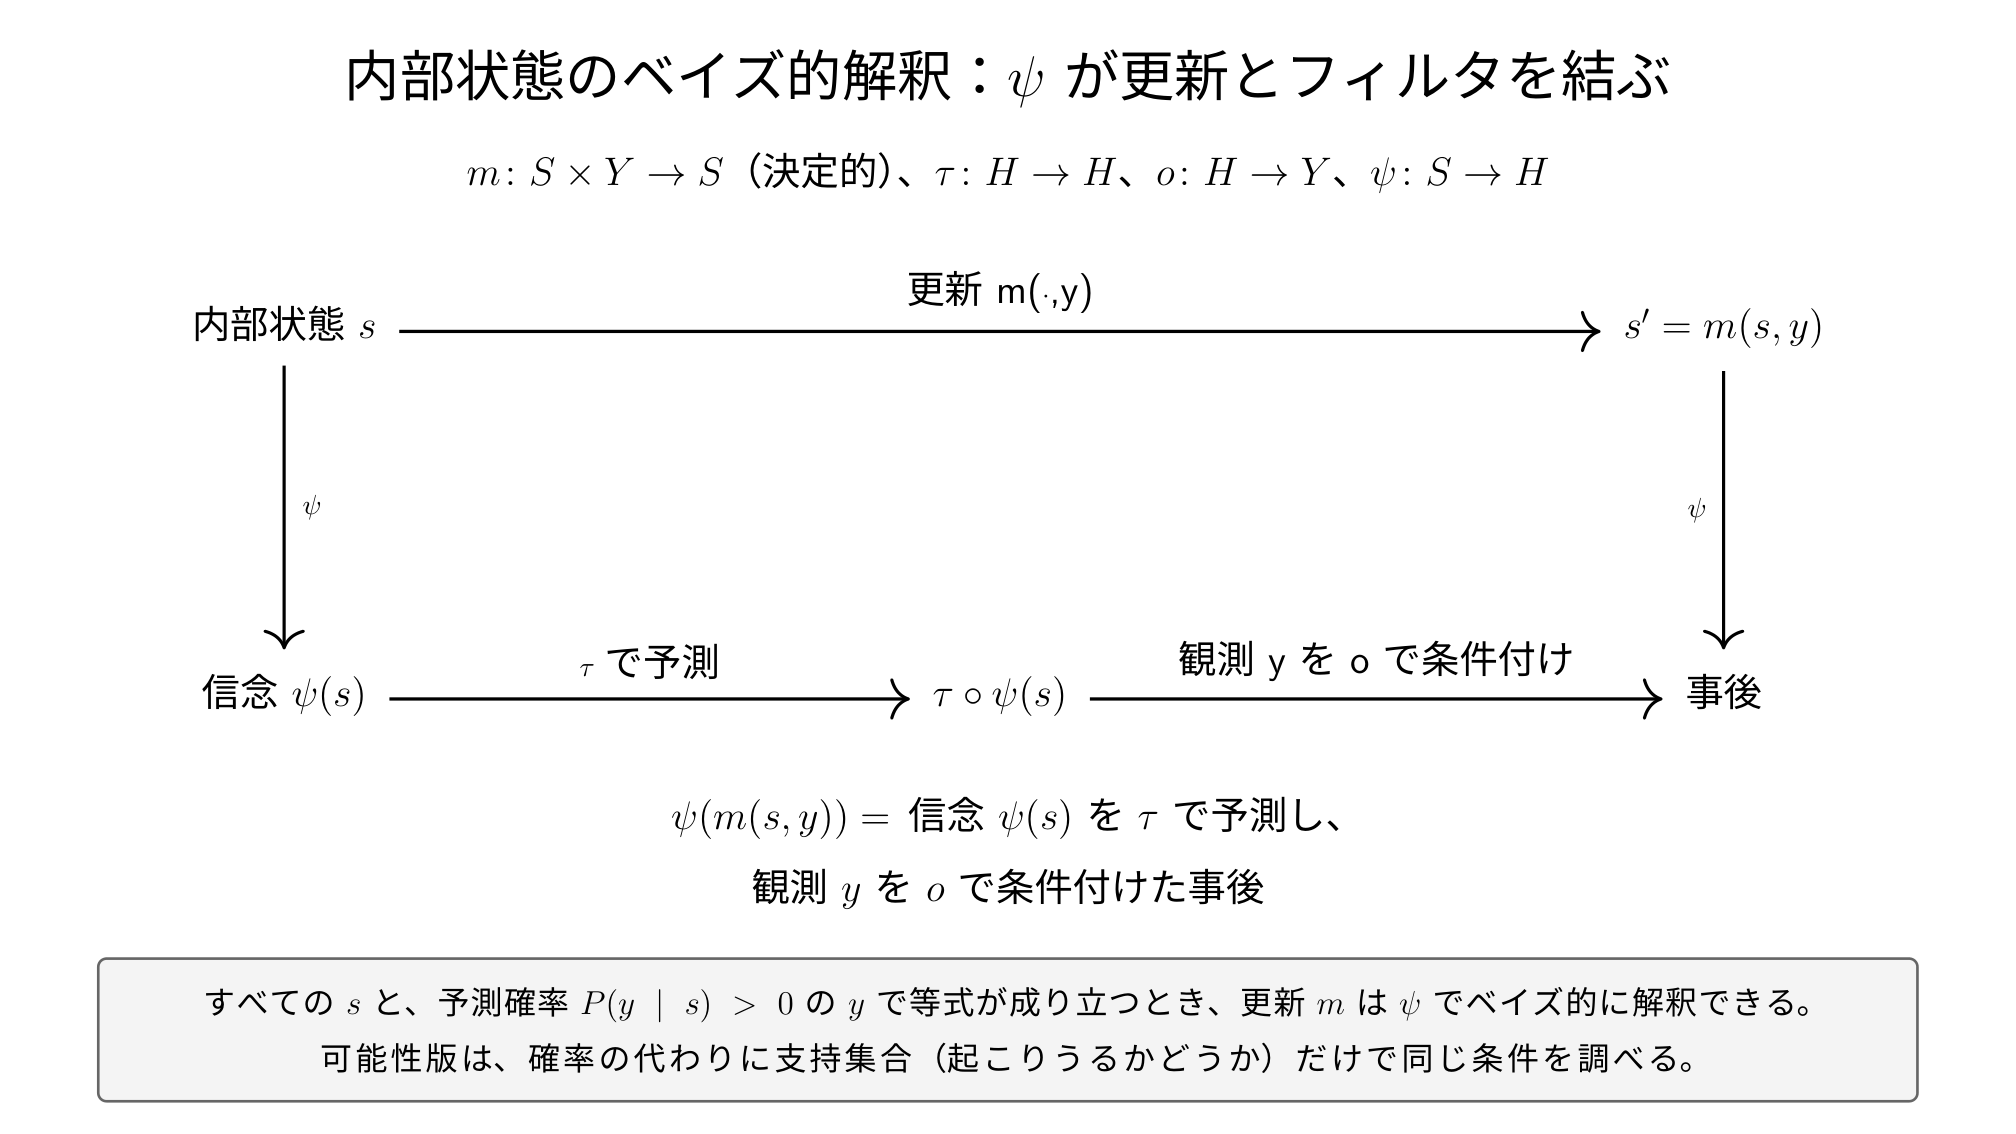 内部状態のベイズ的解釈：ψ が更新とフィルタを結ぶ
m: S × Y → S（決定的）、τ: H → H、o: H → Y、ψ: S → H
更新 m(·,y)
内部状態 s
s′ = m(s, y)
ψ
ψ
τ で予測
観測 y を o で条件付け
信念 ψ(s)
τ ∘ ψ(s)
事後
ψ(m(s, y)) = 信念 ψ(s) を τ で予測し、
観測 y を o で条件付けた事後
すべての s と、予測確率 P(y | s) > 0 の y で等式が成り立つとき、更新 m は ψ でベイズ的に解釈できる。
可能性版は、確率の代わりに支持集合（起こりうるかどうか）だけで同じ条件を調べる。